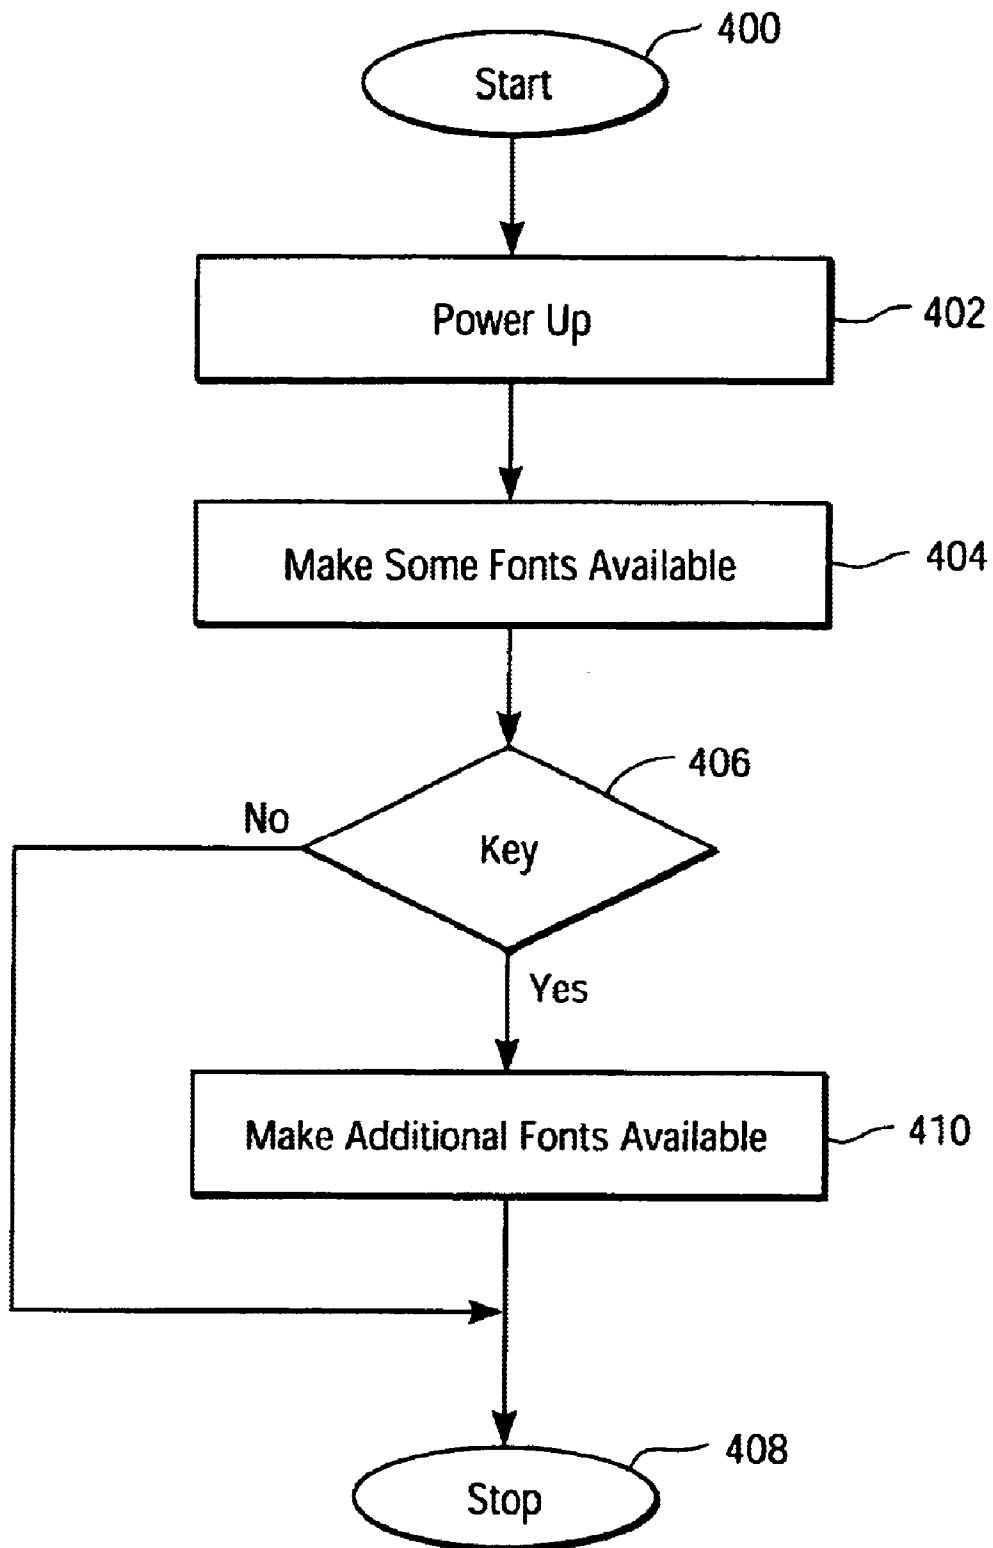 400
Start
Power Up
402
Make Some Fonts Available
404
406
No
Key
Yes
Make Additional Fonts Available
410
408
Stop